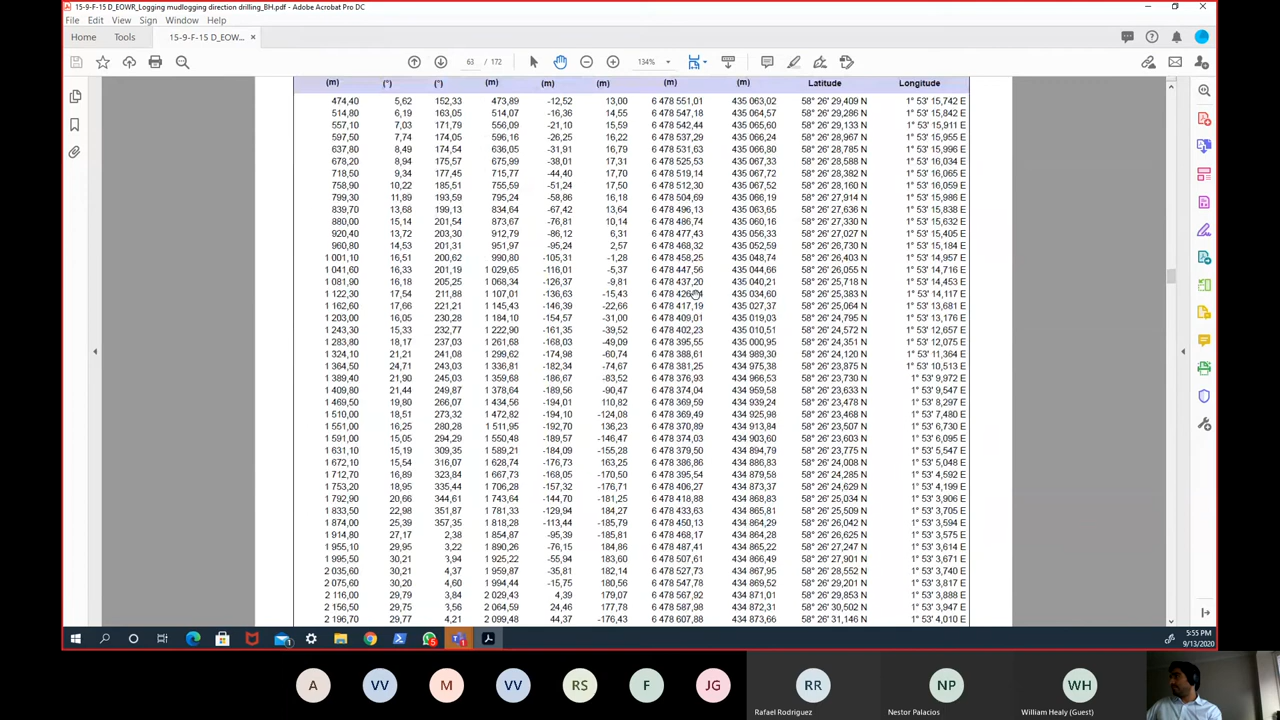 15-9-F-15 D_EOWR_Logging mudlogging direction drilling_BH.pdf - Adobe Acrobat Pro DC
File Edit View Sign Window Help
Home Tools 15-9-F-15 D_EOW... ×
63 / 172 134%
(m) (°) (°) (m) (m) (m) (m) (m) Latitude Longitude
474,40 5,62 152,33 473,89 -12,52 13,00 6 478 551,01 435 063,02 58° 26' 29,409 N 1° 53' 15,742 E
514,80 6,19 163,05 514,07 -16,36 14,55 6 478 547,18 435 064,57 58° 26' 29,286 N 1° 53' 15,842 E
557,10 7,03 171,79 556,09 -21,10 15,59 6 478 542,44 435 065,60 58° 26' 29,133 N 1° 53' 15,911 E
597,50 7,74 174,05 596,16 -26,25 16,22 6 478 537,29 435 066,24 58° 26' 28,967 N 1° 53' 15,956 E
637,80 8,49 174,54 636,05 -31,91 16,79 6 478 531,63 435 066,80 58° 26' 28,785 N 1° 53' 15,996 E
678,20 8,94 175,57 -38,01 17,31 6 478 525,53 435 067,33 58° 26' 28,588 N 1° 53' 16,034 E
718,50 9,34 177,45 715,77 -44,40 17,70 6 478 519,14 435 067,72 58° 26' 28,382 N 1° 53' 16,065 E
758,90 10,22 185,51 -51,24 17,50 6 478 512,30 435 067,52 58° 26' 28,160 N 1° 53' 16,059 E
799,30 11,89 193,59 795,24 -58,86 16,18 6 478 504,69 435 066,19 58° 26' 27,914 N 1° 53' 15,986 E
839,70 13,68 199,13 834,64 -67,42 13,64 6 478 496,13 435 063,66 58° 26' 27,636 N 1° 53' 15,838 E
880,10 15,14 201,54 -76,81 10,14 6 478 486,74 435 060,16 58° 26' 27,330 N 1° 53' 15,632 E
920,40 13,72 203,30 912,79 -86,12 6,31 6 478 477,43 435 056,33 58° 26' 27,027 N 1° 53' 15,405 E
960,80 14,53 201,31 951,97 -95,24 2,57 6 478 468,32 435 052,59 58° 26' 26,730 N 1° 53' 15,184 E
1 001,10 16,51 200,62 -105,31 -1,28 6 478 458,25 435 048,74 58° 26' 26,403 N 1° 53' 14,957 E
1 041,60 16,33 201,19 1 029,65 -116,01 -5,37 6 478 447,56 435 044,66 58° 26' 26,055 N 1° 53' 14,716 E
1 081,90 16,18 205,25 1 068,34 -126,37 -9,81 6 478 437,20 435 040,21 58° 26' 25,718 N 1° 53' 14,453 E
1 122,30 17,54 211,88 1 107,01 -136,63 -15,43 435 034,60 58° 26' 25,383 N 1° 53' 14,117 E
1 162,60 17,66 221,21 1 145,43 -146,39 -22,66 6 478 417,19 435 027,37 58° 26' 25,064 N 1° 53' 13,681 E
1 203,00 16,05 230,28 1 184,10 -154,57 -31,00 6 478 409,01 435 019,03 58° 26' 24,795 N 1° 53' 13,176 E
1 243,30 15,33 232,77 1 222,90 -161,35 -39,52 6 478 402,23 435 010,51 58° 26' 24,572 N 1° 53' 12,657 E
1 283,80 18,17 237,03 1 261,68 -168,03 -49,09 6 478 395,55 435 000,95 58° 26' 24,351 N 1° 53' 12,075 E
1 324,10 21,21 241,08 -174,98 -60,74 6 478 388,61 434 989,30 58° 26' 24,120 N 1° 53' 11,364 E
1 364,50 24,71 243,03 1 336,81 -182,34 -74,67 6 478 381,25 434 975,38 58° 26' 23,875 N 1° 53' 10,513 E
1 389,40 21,90 245,03 1 359,68 -186,67 -83,52 6 478 376,93 434 966,53 58° 26' 23,730 N 1° 53' 9,972 E
1 409,80 21,44 249,87 1 378,64 -189,56 -90,47 6 478 374,04 434 959,58 58° 26' 23,633 N 1° 53' 9,547 E
1 469,50 19,80 266,07 1 434,56 -194,01 110,82 6 478 369,59 434 939,24 58° 26' 23,478 N 1° 53' 8,297 E
1 510,00 18,51 273,32 1 472,82 -194,10 -124,08 6 478 369,49 434 925,98 58° 26' 23,468 N 1° 53' 7,480 E
1 551,00 16,25 280,28 -192,70 136,23 6 478 370,89 434 913,84 58° 26' 23,507 N 1° 53' 6,730 E
1 591,00 15,05 294,29 1 550,48 -189,57 -146,47 6 478 374,03 434 903,60 58° 26' 23,603 N 1° 53' 6,095 E
1 631,10 15,19 309,35 1 589,21 -184,09 -155,28 6 478 379,50 434 894,79 58° 26' 23,775 N 1° 53' 5,547 E
1 672,10 15,54 316,07 1 628,74 -176,73 163,25 6 478 386,86 434 886,83 58° 26' 24,008 N 1° 53' 5,048 E
1 712,70 16,89 323,84 1 667,73 -168,05 -170,50 6 478 395,54 434 879,58 58° 26' 24,285 N 1° 53' 4,592 E
1 753,20 18,95 335,44 1 706,28 -157,32 -176,71 6 478 406,27 434 873,37 58° 26' 24,629 N 1° 53' 4,199 E
1 792,90 20,66 344,61 1 743,64 -144,70 -181,25 6 478 418,88 434 868,83 58° 26' 25,034 N 1° 53' 3,906 E
1 833,50 22,98 351,87 1 781,33 -129,94 184,27 6 478 433,63 434 865,81 58° 26' 25,509 N 1° 53' 3,705 E
1 874,00 25,39 357,35 1 818,28 -113,44 -185,79 6 478 450,13 434 864,29 58° 26' 26,042 N 1° 53' 3,594 E
1 914,80 27,17 2,38 1 854,87 -95,39 -185,81 6 478 468,17 434 864,28 58° 26' 26,625 N 1° 53' 3,575 E
1 955,10 29,95 3,22 1 890,26 -76,15 184,86 6 478 487,41 434 865,22 58° 26' 27,247 N 1° 53' 3,614 E
1 995,50 30,21 3,94 1 925,22 -55,94 183,60 6 478 507,61 434 866,49 58° 26' 27,901 N 1° 53' 3,671 E
2 035,60 30,21 4,37 1 959,87 -35,81 182,14 6 478 527,73 434 867,95 58° 26' 28,552 N 1° 53' 3,740 E
2 075,60 30,20 4,60 1 994,44 -15,75 180,56 6 478 547,78 434 869,52 58° 26' 29,201 N 1° 53' 3,817 E
2 116,00 29,79 3,84 2 029,43 4,39 179,07 6 478 567,92 434 871,01 58° 26' 29,853 N 1° 53' 3,888 E
2 156,50 29,75 3,56 2 064,59 24,46 177,78 6 478 587,98 434 872,31 58° 26' 30,502 N 1° 53' 3,947 E
2 196,70 29,77 4,21 2 099,48 44,37 -176,43 6 478 607,88 434 873,66 58° 26' 31,146 N 1° 53' 4,010 E
5:55 PM
9/13/2020
A VV M VV RS F JG RR NP WH
Rafael Rodriguez Nestor Palacios William Healy (Guest)